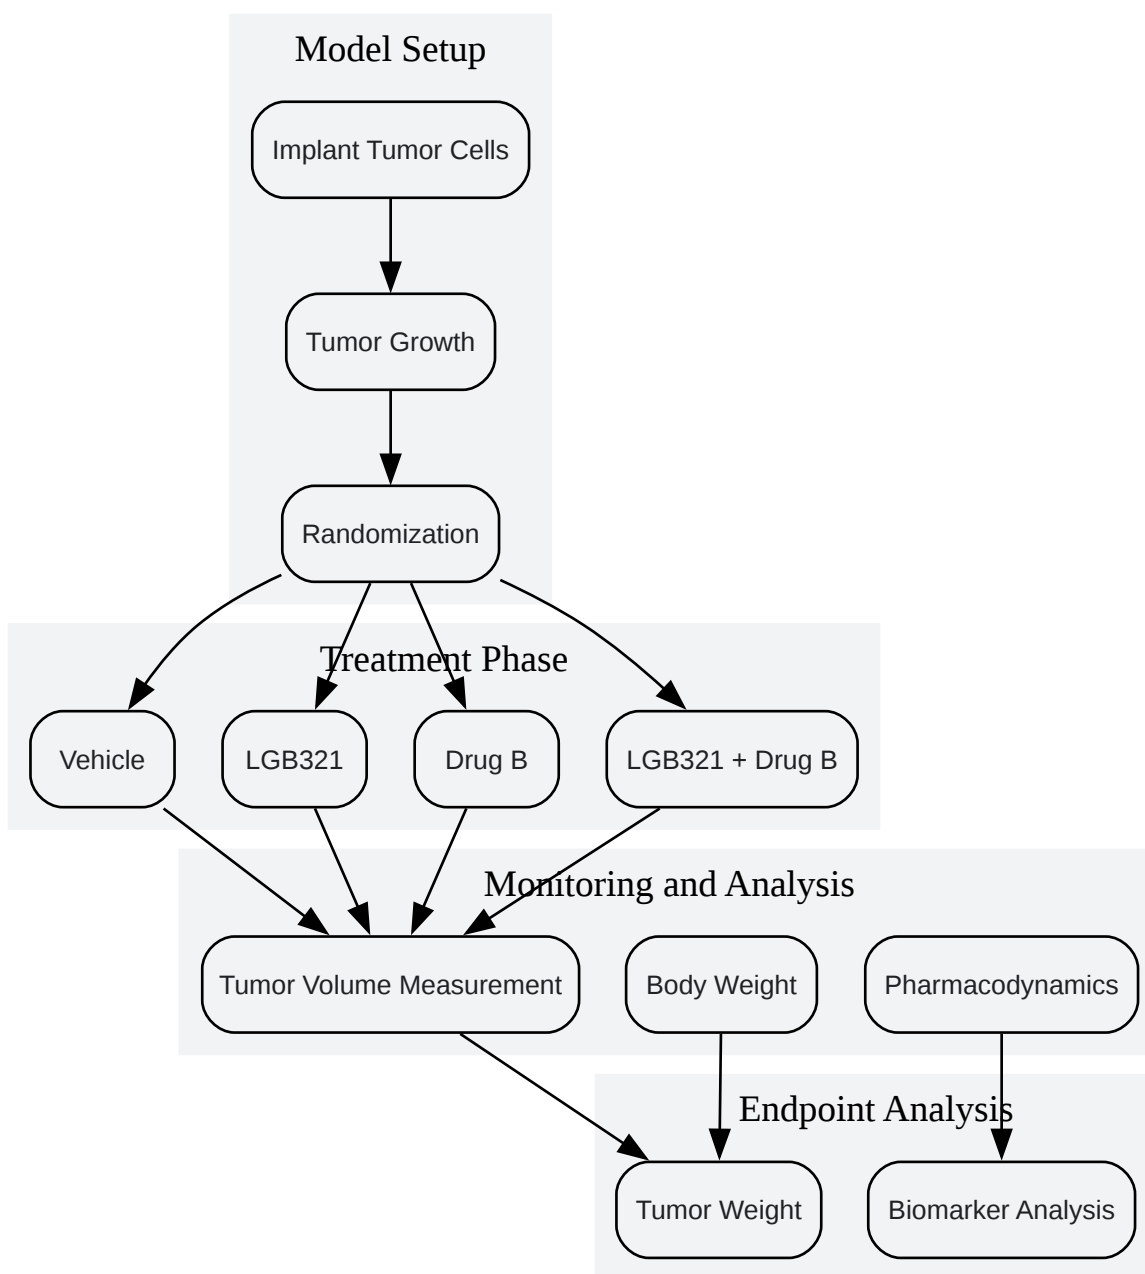 Model Setup
Implant Tumor Cells
Tumor Growth
Randomization
Treatment Phase
Vehicle
LGB321
Drug B
LGB321 + Drug B
Monitoring and Analysis
Tumor Volume Measurement
Body Weight
Pharmacodynamics
Endpoint Analysis
Tumor Weight
Biomarker Analysis